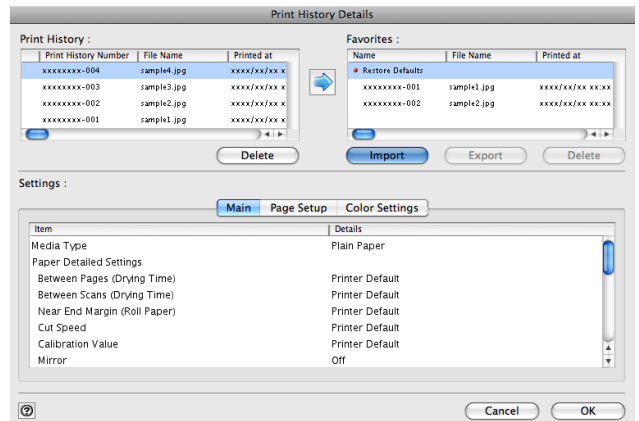 Print History Details
Print History :
Favorites :
Print History Number File Name Printed at
Name File Name Printed at
xxxxxxxx-004 sample4.jpg xxxx/xx/xx x
Restore Defaults
xxxxxxxx-003 sample3.jpg xxxx/xx/xx x
xxxxxxxx-001 sample1.jpg xxxx/xx/xx xx:xx
xxxxxxxx-002 sample2.jpg xxxx/xx/xx x
xxxxxxxx-002 sample2.jpg xxxx/xx/xx xx:xx
xxxxxxxx-001 sample1.jpg xxxx/xx/xx x
Delete
Import Export Delete
Settings :
Main Page Setup Color Settings
Item Details
Media Type Plain Paper
Paper Detailed Settings
Between Pages (Drying Time) Printer Default
Between Scans (Drying Time) Printer Default
Near End Margin (Roll Paper) Printer Default
Cut Speed Printer Default
Calibration Value Printer Default
Mirror Off
? Cancel OK